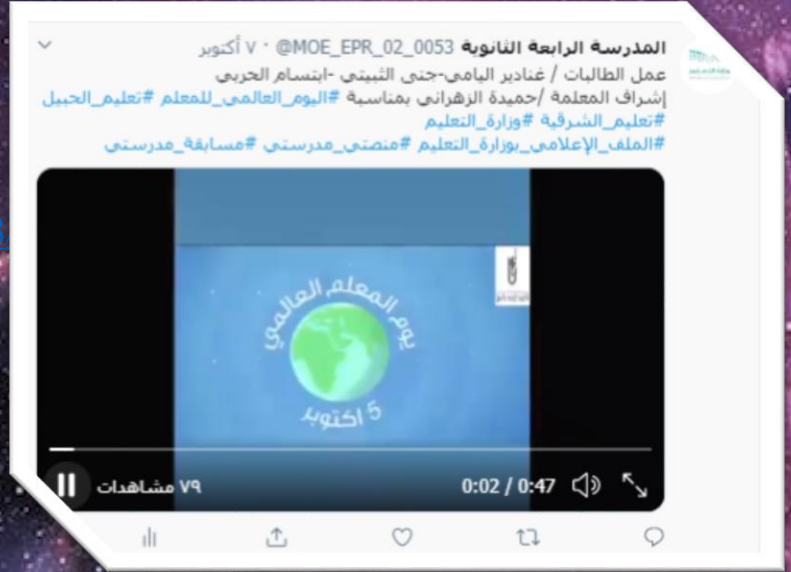 المدرسة الرابعة الثانوية @MOE_EPR_02_0053 · ٧ أكتوبر
عمل الطالبات / غنادير اليامي-جنى الثبيتي -ابتسام الحربي
إشراف المعلمة /حميدة الزهراني بمناسبة #اليوم_العالمي_للمعلم #تعليم_الجبيل
#تعليم_الشرقية #وزارة_التعليم
#الملف_الإعلامي_بوزارة_التعليم #منصتي_مدرستي #مسابقة_مدرستي
يوم المعلم العالمي
5 اكتوبر
٧٩ مشاهدات
0:02 / 0:47